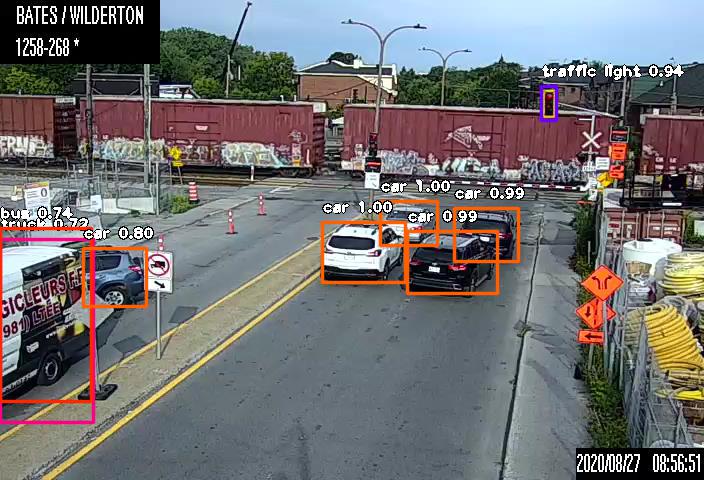 BATES / WILDERTON
1258-268 *
traffic light 0.94
car 1.00
car 0.99
car 1.00
car 0.99
bus 0.74
truck 0.72
car 0.80
GICLEURS F.
981) LTEE
2020/08/27 08:56:51